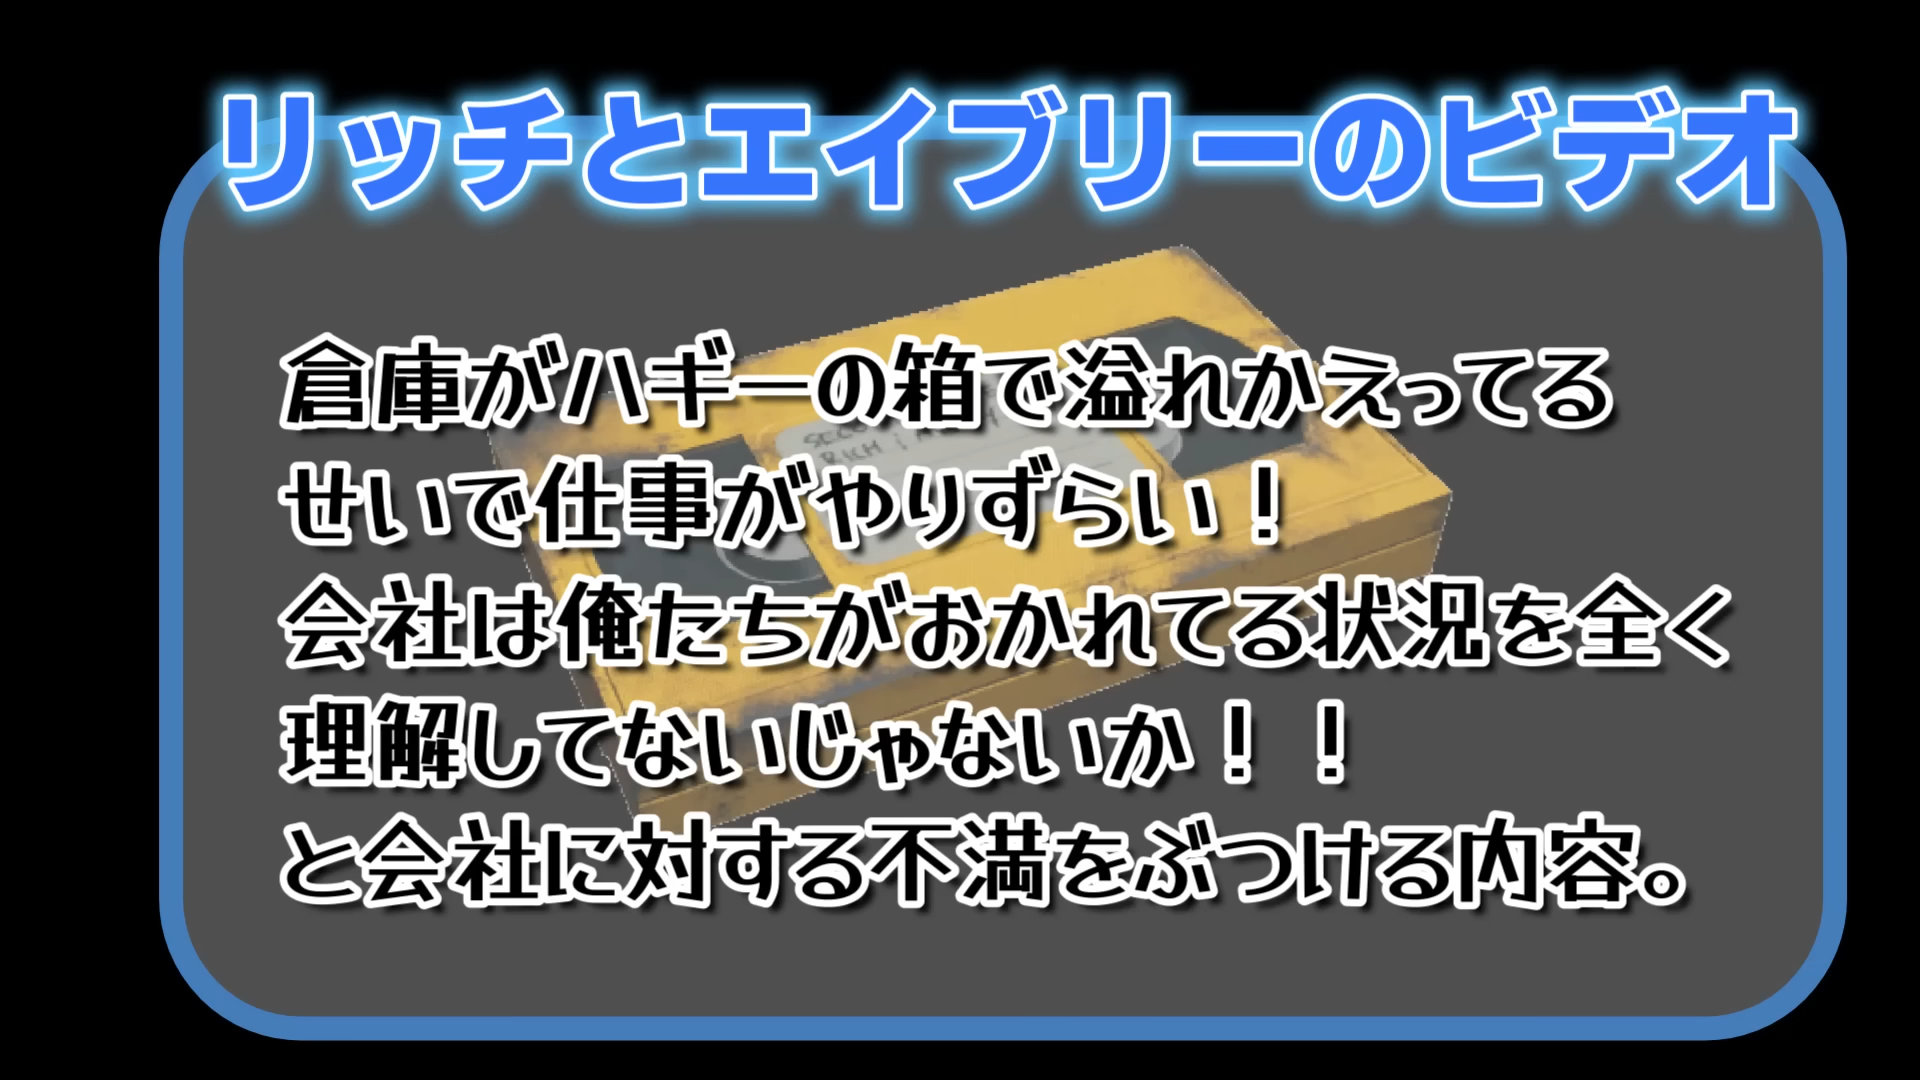 リッチとエイブリーのビデオ
倉庫がハギーの箱で溢れかえってる
せいで仕事がやりずらい！
会社は俺たちがおかれてる状況を全く
理解してないじゃないか！！
と会社に対する不満をぶつける内容。
RICH